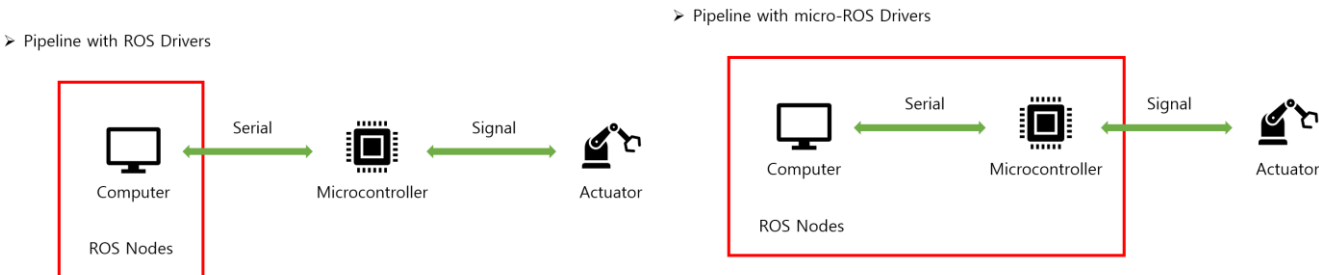 ➢ Pipeline with ROS Drivers
Serial
Signal
Computer
Microcontroller
Actuator
ROS Nodes
➢ Pipeline with micro-ROS Drivers
Serial
Signal
Computer
Microcontroller
Actuator
ROS Nodes